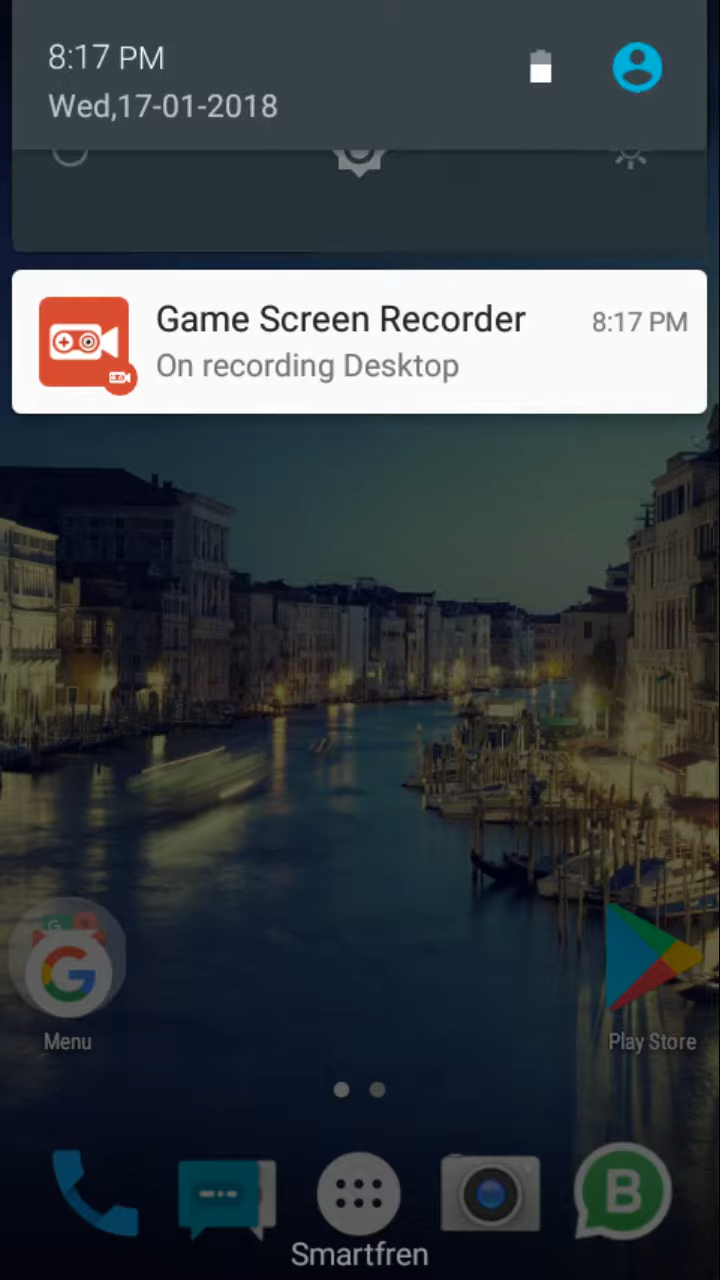 8:17 PM
Wed,17-01-2018
Game Screen Recorder
8:17 PM
On recording Desktop
G
Menu
Play Store
B
Smartfren